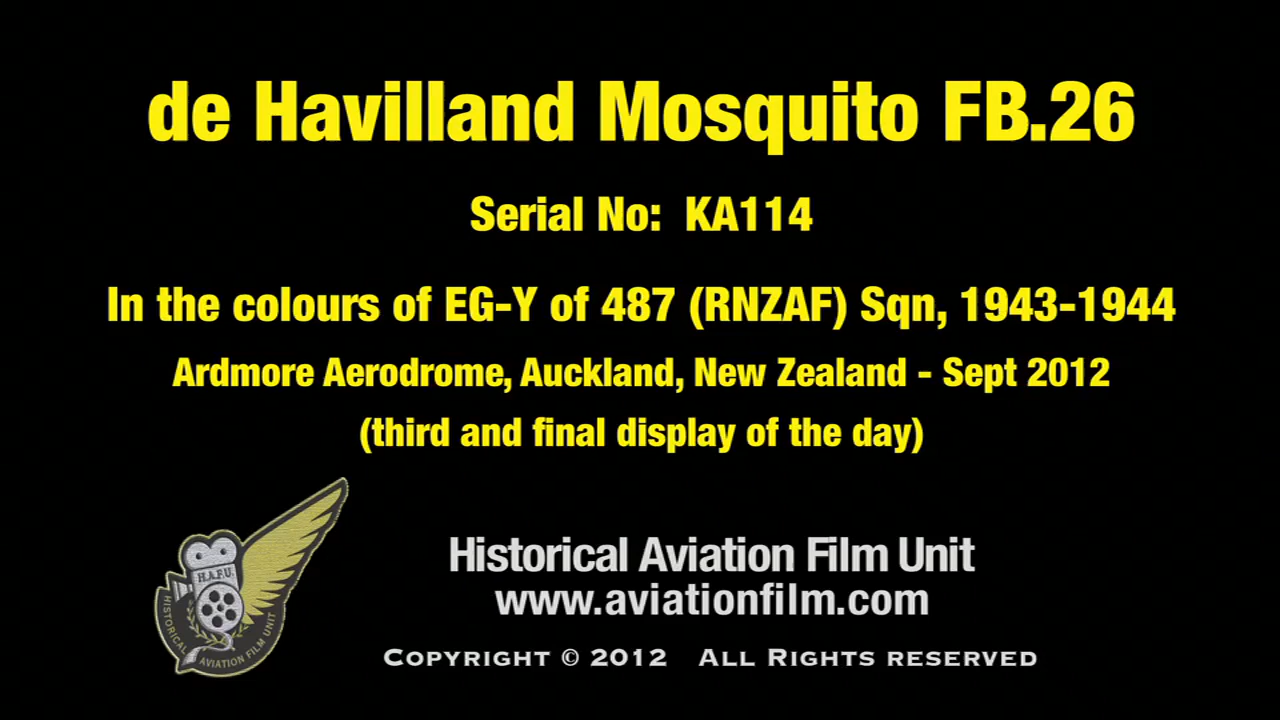 de Havilland Mosquito FB.26
Serial No: KA114
In the colours of EG-Y of 487 (RNZAF) Sqn, 1943-1944
Ardmore Aerodrome, Auckland, New Zealand - Sept 2012
(third and final display of the day)
H.A.F.U.
HISTORICAL AVIATION FILM UNIT
Historical Aviation Film Unit
www.aviationfilm.com
Copyright © 2012 All Rights reserved